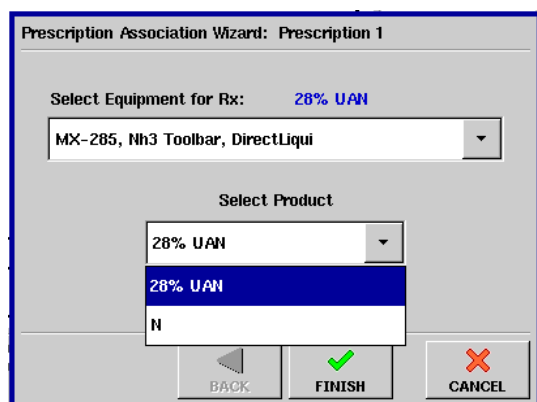 Prescription Association Wizard: Prescription 1
Select Equipment for Rx: 28% UAN
MX-285, Nh3 Toolbar, DirectLiqui
Select Product
28% UAN
28% UAN
N
BACK FINISH CANCEL